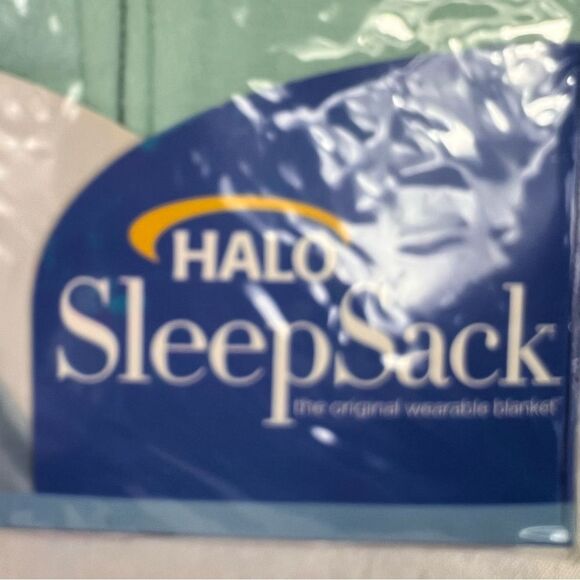 HALO
SleepSack
the original wearable blanket